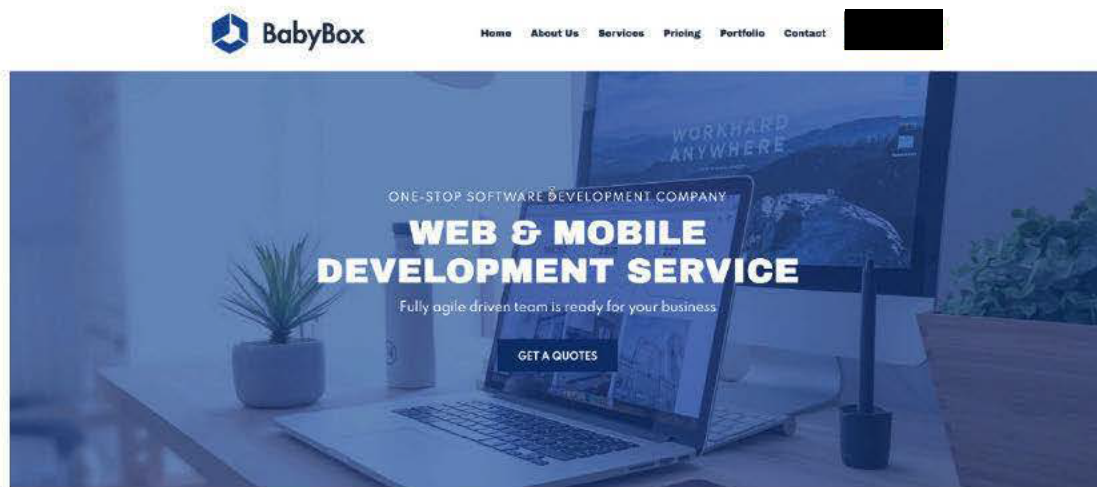 BabyBox
Home About Us Services Pricing Portfolio Contact
WORKHARD
ANYWHERE
ONE-STOP SOFTWARE DEVELOPMENT COMPANY
WEB & MOBILE
DEVELOPMENT SERVICE
Fully agile driven team is ready for your business
GET A QUOTES